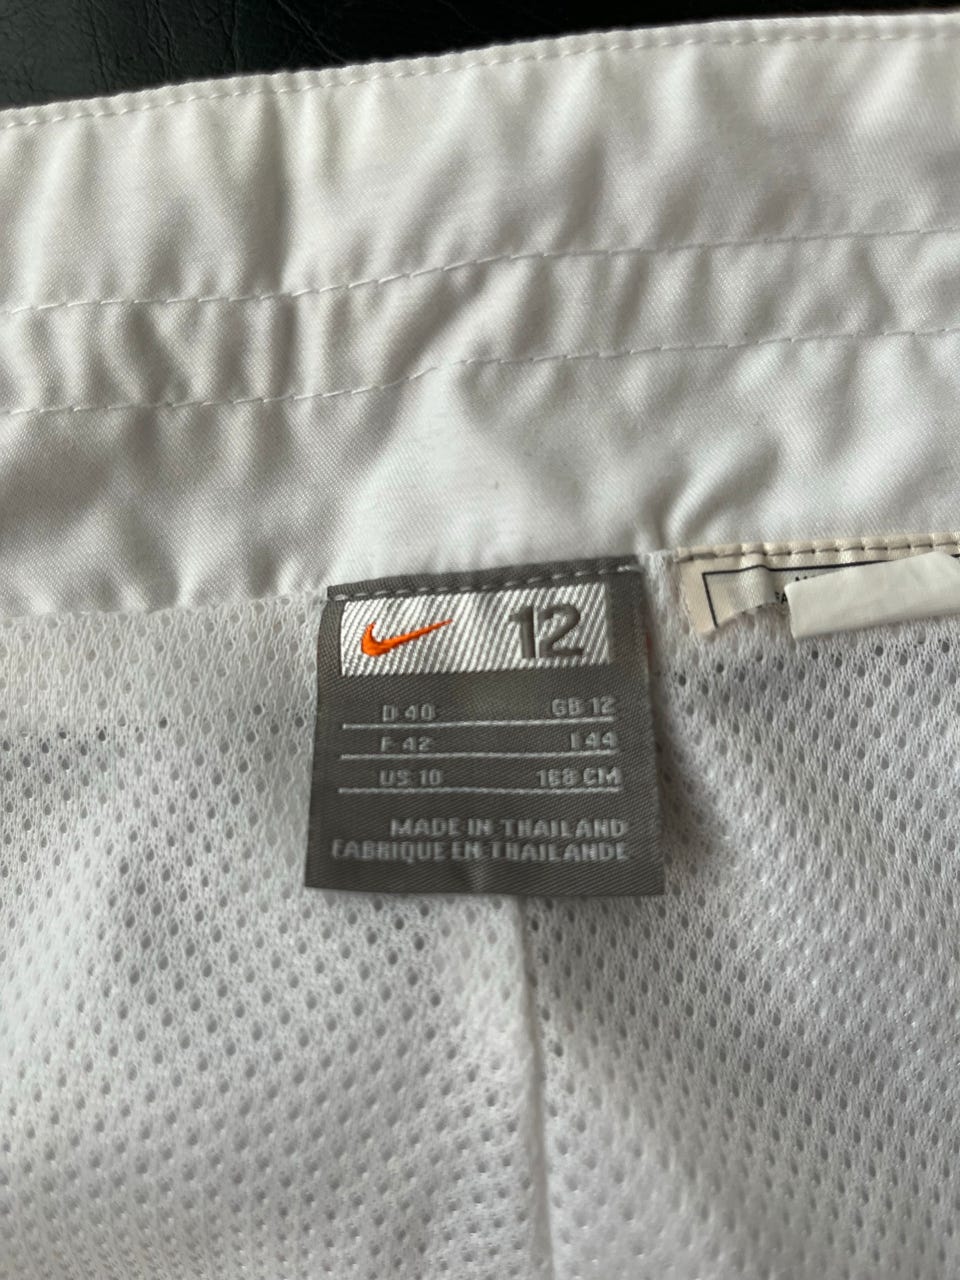 12
D 40 GB 12
F 42 I 44
US 10 168 CM
MADE IN THAILAND
FABRIQUE EN THAILANDE